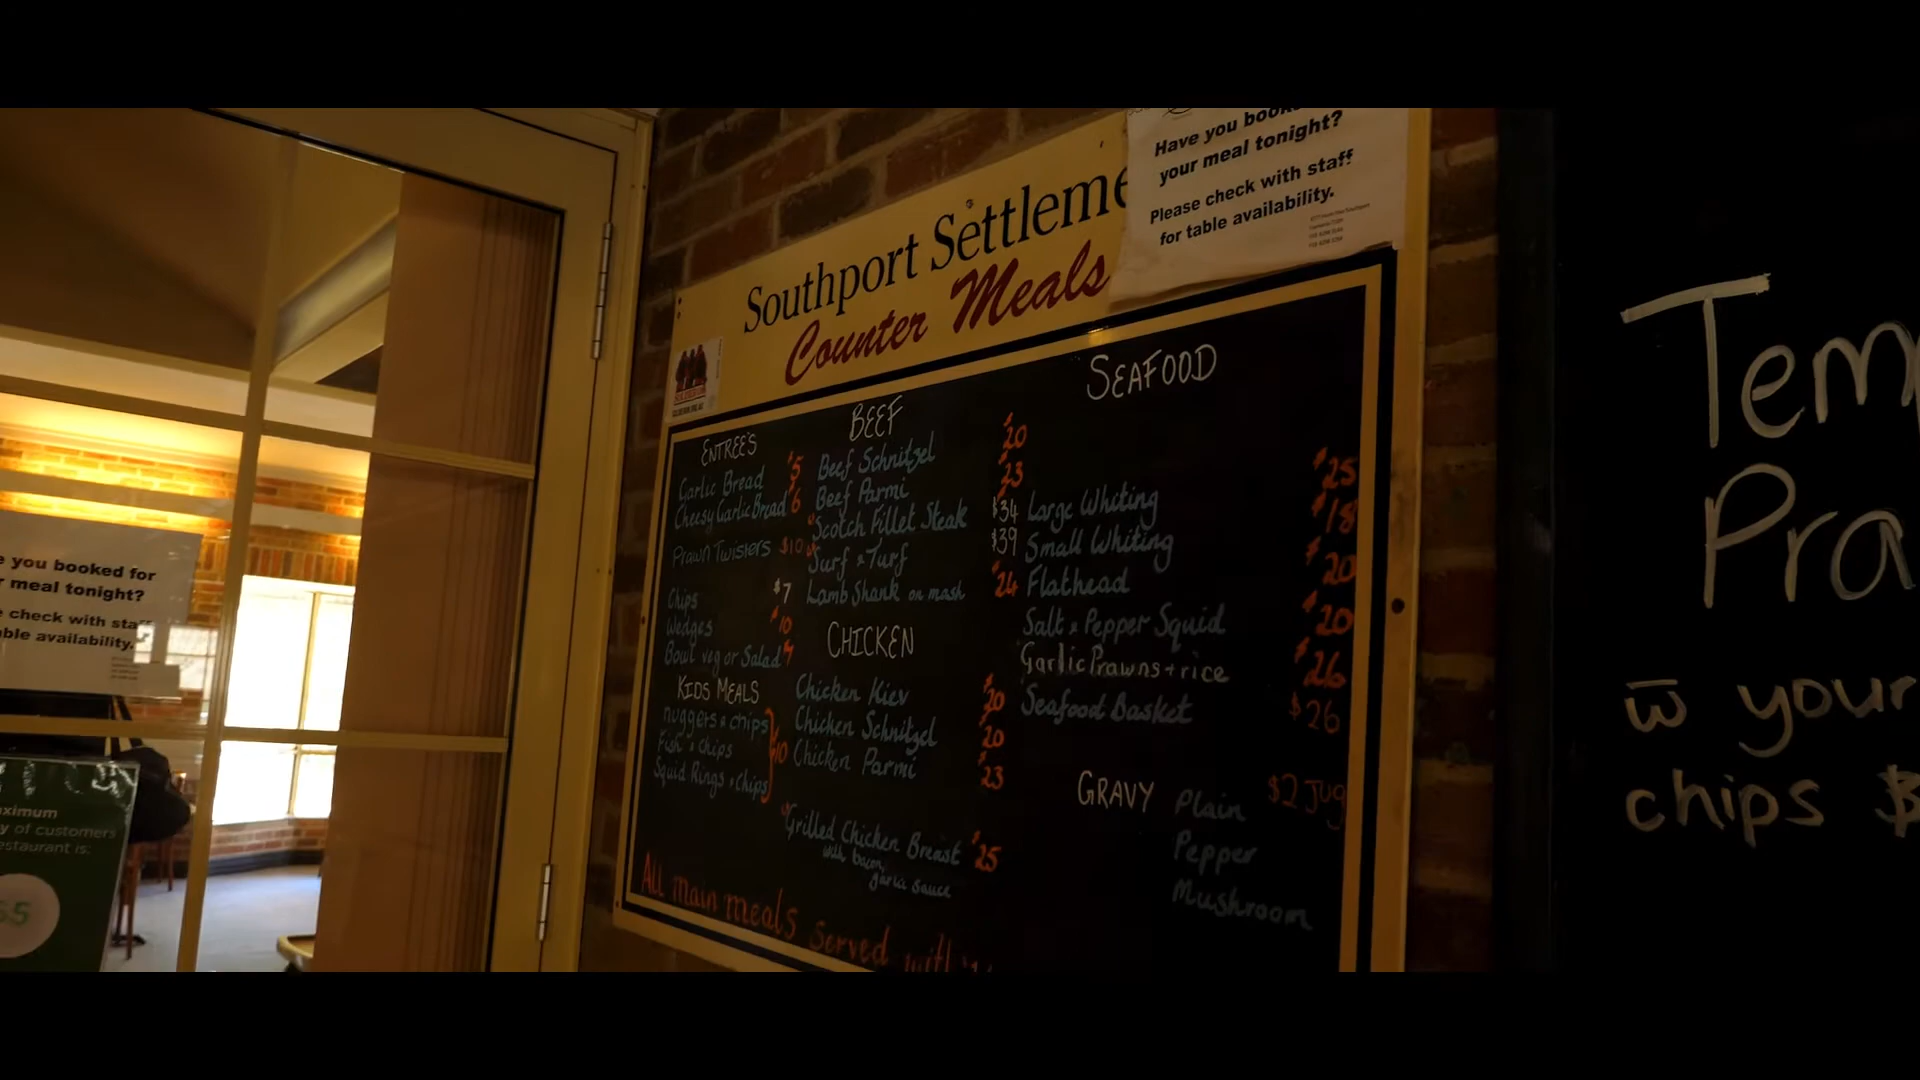 Have you book
your meal tonight?
Please check with staff
for table availability.
Southport Settleme
Counter Meals
ENTREE'S
Garlic Bread $5
Cheesy Garlic Bread 6
Prawn Twisters $10
Chips $7
Wedges $10
Bowl veg or Salad $7
KIDS MEALS
nuggets & chips
Fish & Chips $10
Squid Rings & Chips
BEEF
Beef Schnitzel $20
Beef Parmi $23
Scotch Fillet Steak $34
Surf & Turf $39
Lamb Shank on mash $24
CHICKEN
Chicken Kiev $20
Chicken Schnitzel $20
Chicken Parmi $23
Grilled Chicken Breast $25
with bacon,
garlic sauce
SEAFOOD
Large Whiting $25
Small Whiting $18
Flathead $20
Salt & Pepper Squid $20
Garlic Prawns + rice $26
Seafood Basket $26
GRAVY $2 Jug
Plain
Pepper
Mushroom
All main meals served with
e you booked for
r meal tonight?
e check with staff
able availability.
aximum
y of customers
estaurant is:
Tem
Pra
w̄ your
chips $